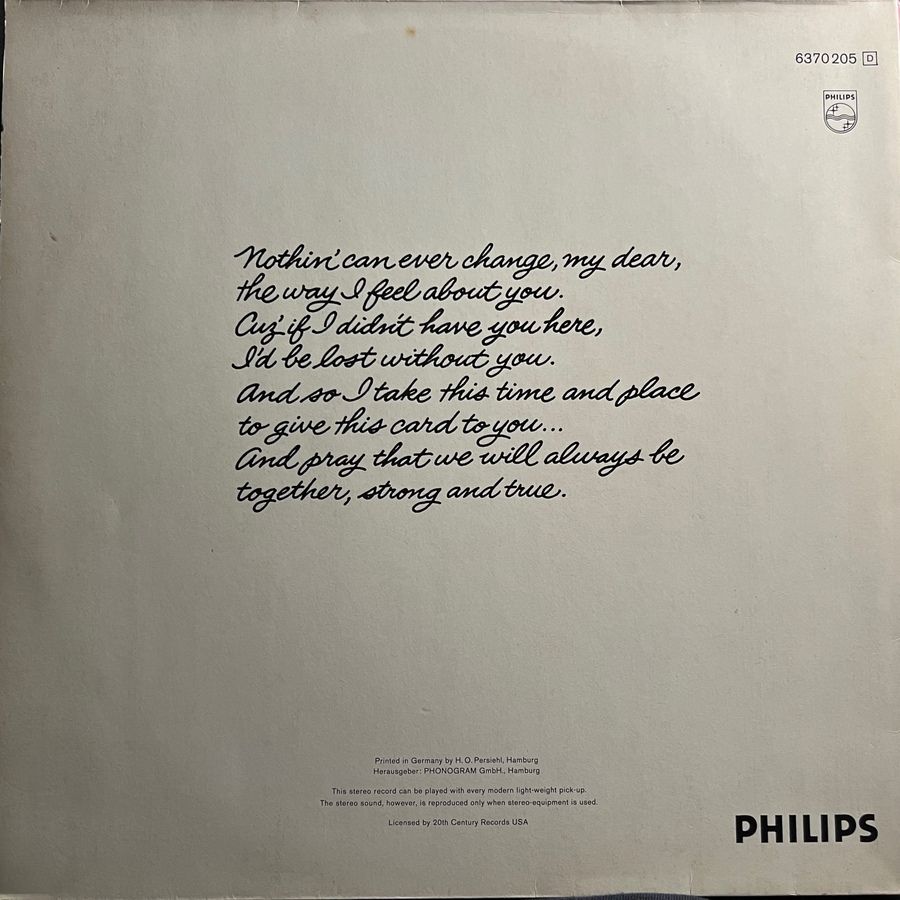 6370205 D
PHILIPS
Nothin' can ever change, my dear,
the way I feel about you.
Cuz' if I didn't have you here,
I'd be lost without you.
And so I take this time and place
to give this card to you...
And pray that we will always be
together, strong and true.
Printed in Germany by H. O. Persiehl, Hamburg
Herausgeber: PHONOGRAM GmbH., Hamburg
This stereo record can be played with every modern light-weight pick-up.
The stereo sound, however, is reproduced only when stereo-equipment is used.
Licensed by 20th Century Records USA
PHILIPS